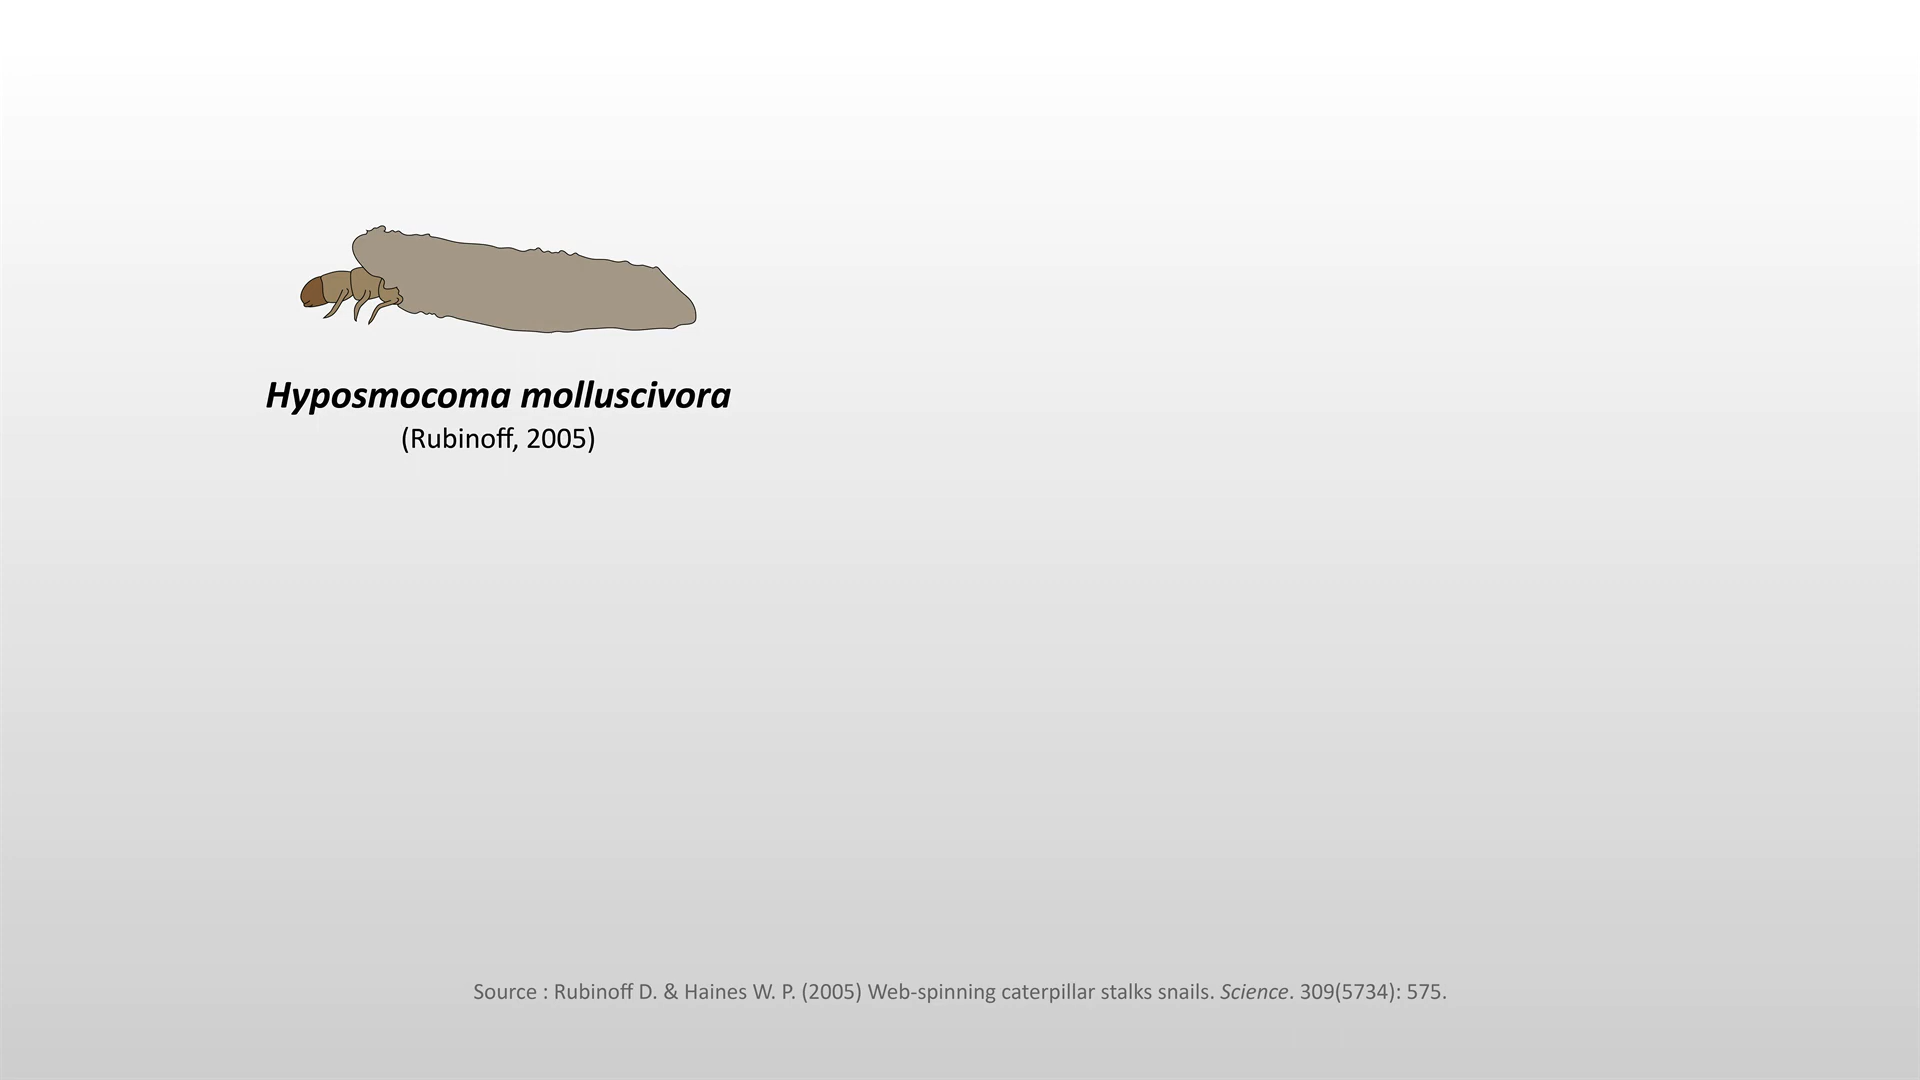 Hyposmocoma molluscivora
(Rubinoff, 2005)
Source : Rubinoff D. & Haines W. P. (2005) Web-spinning caterpillar stalks snails. Science. 309(5734): 575.